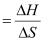 = ΔH / ΔS